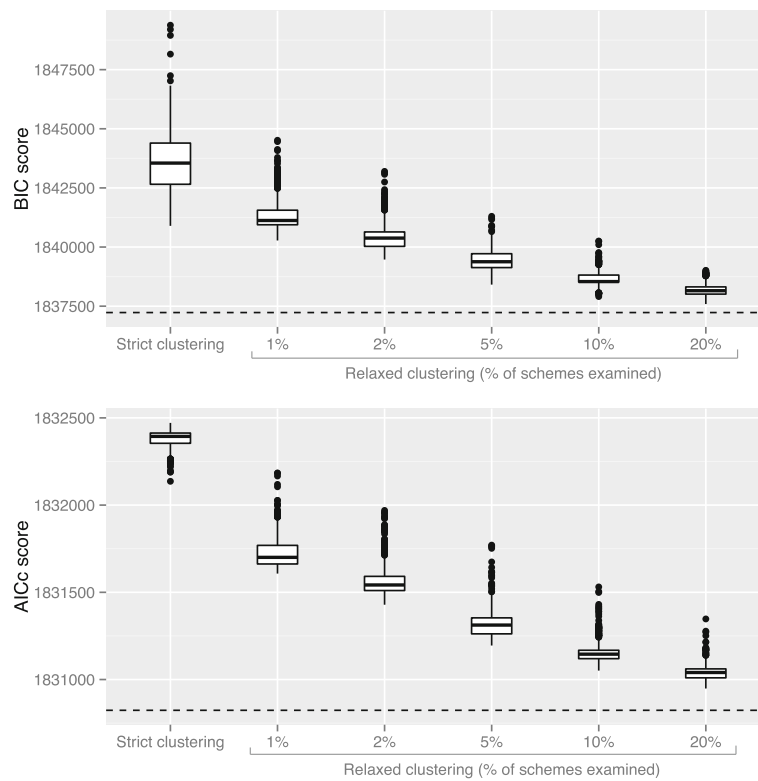 BIC score
1847500
1845000
1842500
1840000
1837500
Strict clustering 1% 2% 5% 10% 20%
Relaxed clustering (% of schemes examined)
AICc score
1832500
1832000
1831500
1831000
Strict clustering 1% 2% 5% 10% 20%
Relaxed clustering (% of schemes examined)